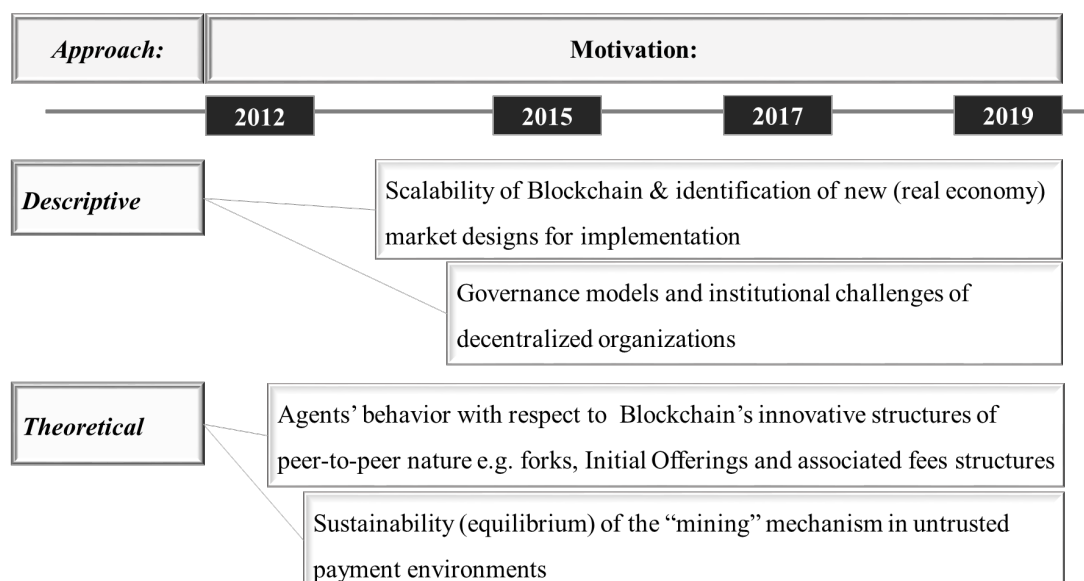 Approach:
Motivation:
2012
2015
2017
2019
Descriptive
Scalability of Blockchain & identification of new (real economy)
market designs for implementation
Governance models and institutional challenges of
decentralized organizations
Theoretical
Agents’ behavior with respect to Blockchain’s innovative structures of
peer-to-peer nature e.g. forks, Initial Offerings and associated fees structures
Sustainability (equilibrium) of the “mining” mechanism in untrusted
payment environments